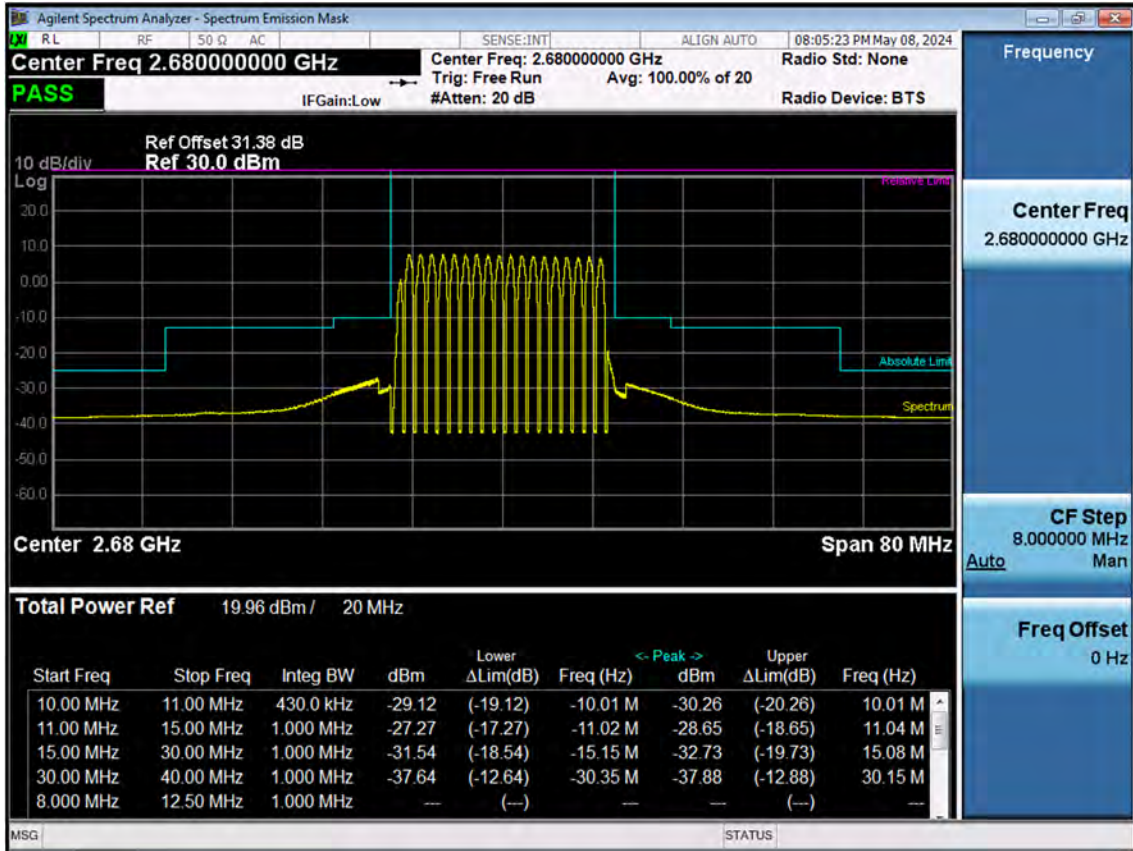 Agilent Spectrum Analyzer - Spectrum Emission Mask
LXI RL RF 50 Ω AC SENSE:INT ALIGN AUTO 08:05:23 PM May 08, 2024
Center Freq 2.680000000 GHz
Center Freq: 2.680000000 GHz
Radio Std: None
Trig: Free Run
Avg: 100.00% of 20
PASS
IFGain:Low
#Atten: 20 dB
Radio Device: BTS
Ref Offset 31.38 dB
10 dB/div Ref 30.0 dBm
Log
Relative Limit
20.0
10.0
0.00
-10.0
-20.0
Absolute Limit
-30.0
Spectrum
-40.0
-50.0
-60.0
Center 2.68 GHz
Span 80 MHz
Total Power Ref 19.96 dBm / 20 MHz
Lower <- Peak -> Upper
Start Freq Stop Freq Integ BW dBm ΔLim(dB) Freq (Hz) dBm ΔLim(dB) Freq (Hz)
10.00 MHz 11.00 MHz 430.0 kHz -29.12 (-19.12) -10.01 M -30.26 (-20.26) 10.01 M
11.00 MHz 15.00 MHz 1.000 MHz -27.27 (-17.27) -11.02 M -28.65 (-18.65) 11.04 M
15.00 MHz 30.00 MHz 1.000 MHz -31.54 (-18.54) -15.15 M -32.73 (-19.73) 15.08 M
30.00 MHz 40.00 MHz 1.000 MHz -37.64 (-12.64) -30.35 M -37.88 (-12.88) 30.15 M
8.000 MHz 12.50 MHz 1.000 MHz --- (---) --- --- (---) ---
MSG STATUS
Frequency
Center Freq
2.680000000 GHz
CF Step
8.000000 MHz
Auto Man
Freq Offset
0 Hz